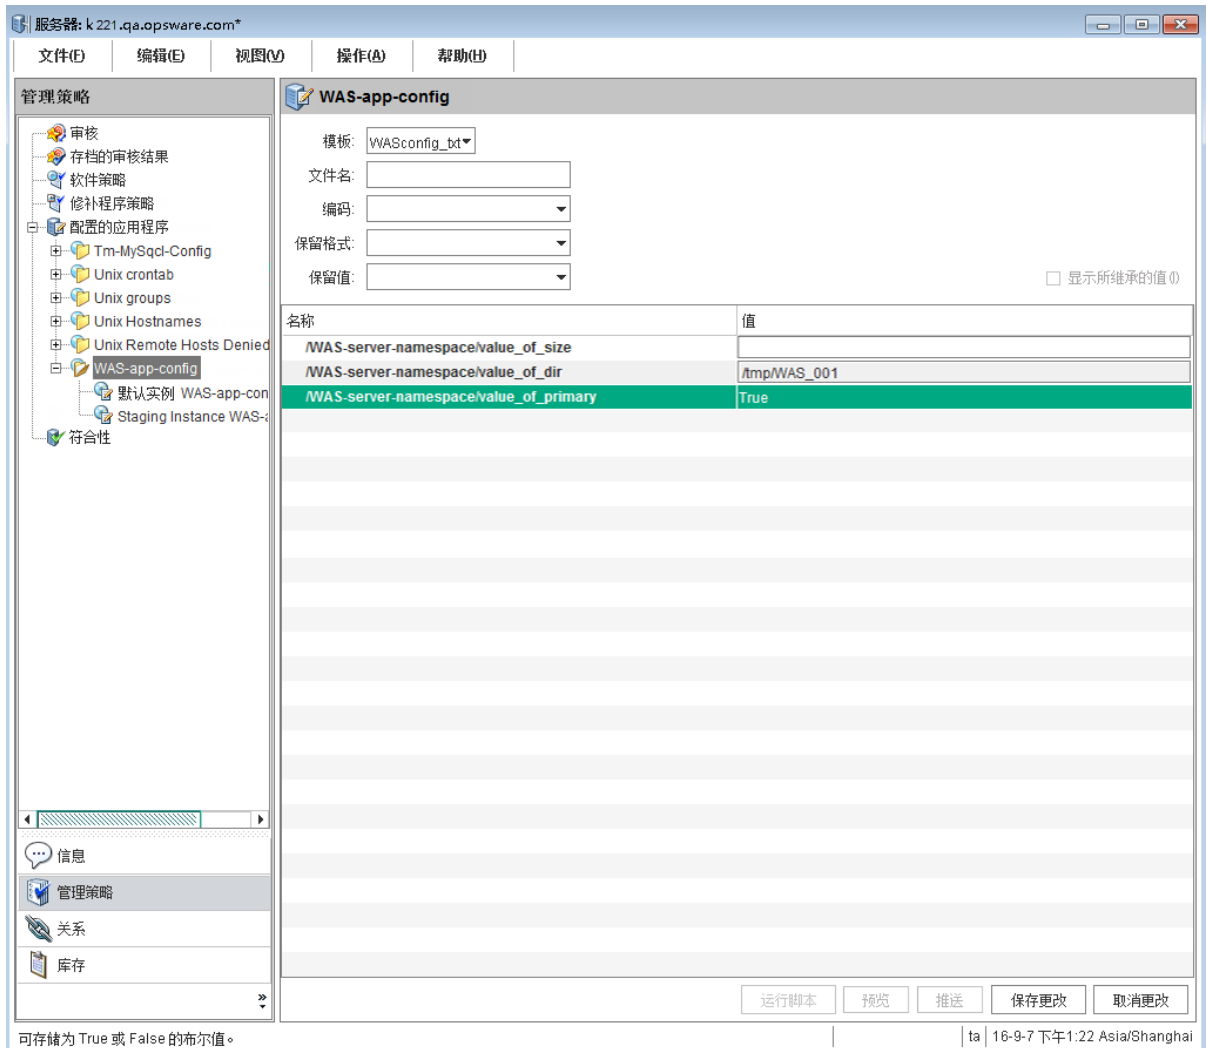 服务器: k221.qa.opsware.com*
文件(F) 编辑(E) 视图(V) 操作(A) 帮助(H)
管理策略
审核
存档的审核结果
软件策略
修补程序策略
配置的应用程序
Tm-MySqcl-Config
Unix crontab
Unix groups
Unix Hostnames
Unix Remote Hosts Denied
WAS-app-config
默认实例 WAS-app-con
Staging Instance WAS-a
符合性
信息
管理策略
关系
库存
»
WAS-app-config
模板: WASconfig_txt
文件名:
编码:
保留格式:
保留值:
显示所继承的值(I)
名称 值
/WAS-server-namespace/value_of_size
/WAS-server-namespace/value_of_dir /tmp/WAS_001
/WAS-server-namespace/value_of_primary True
运行脚本 预览 推送 保存更改 取消更改
可存储为 True 或 False 的布尔值。 ta 16-9-7 下午1:22 Asia/Shanghai